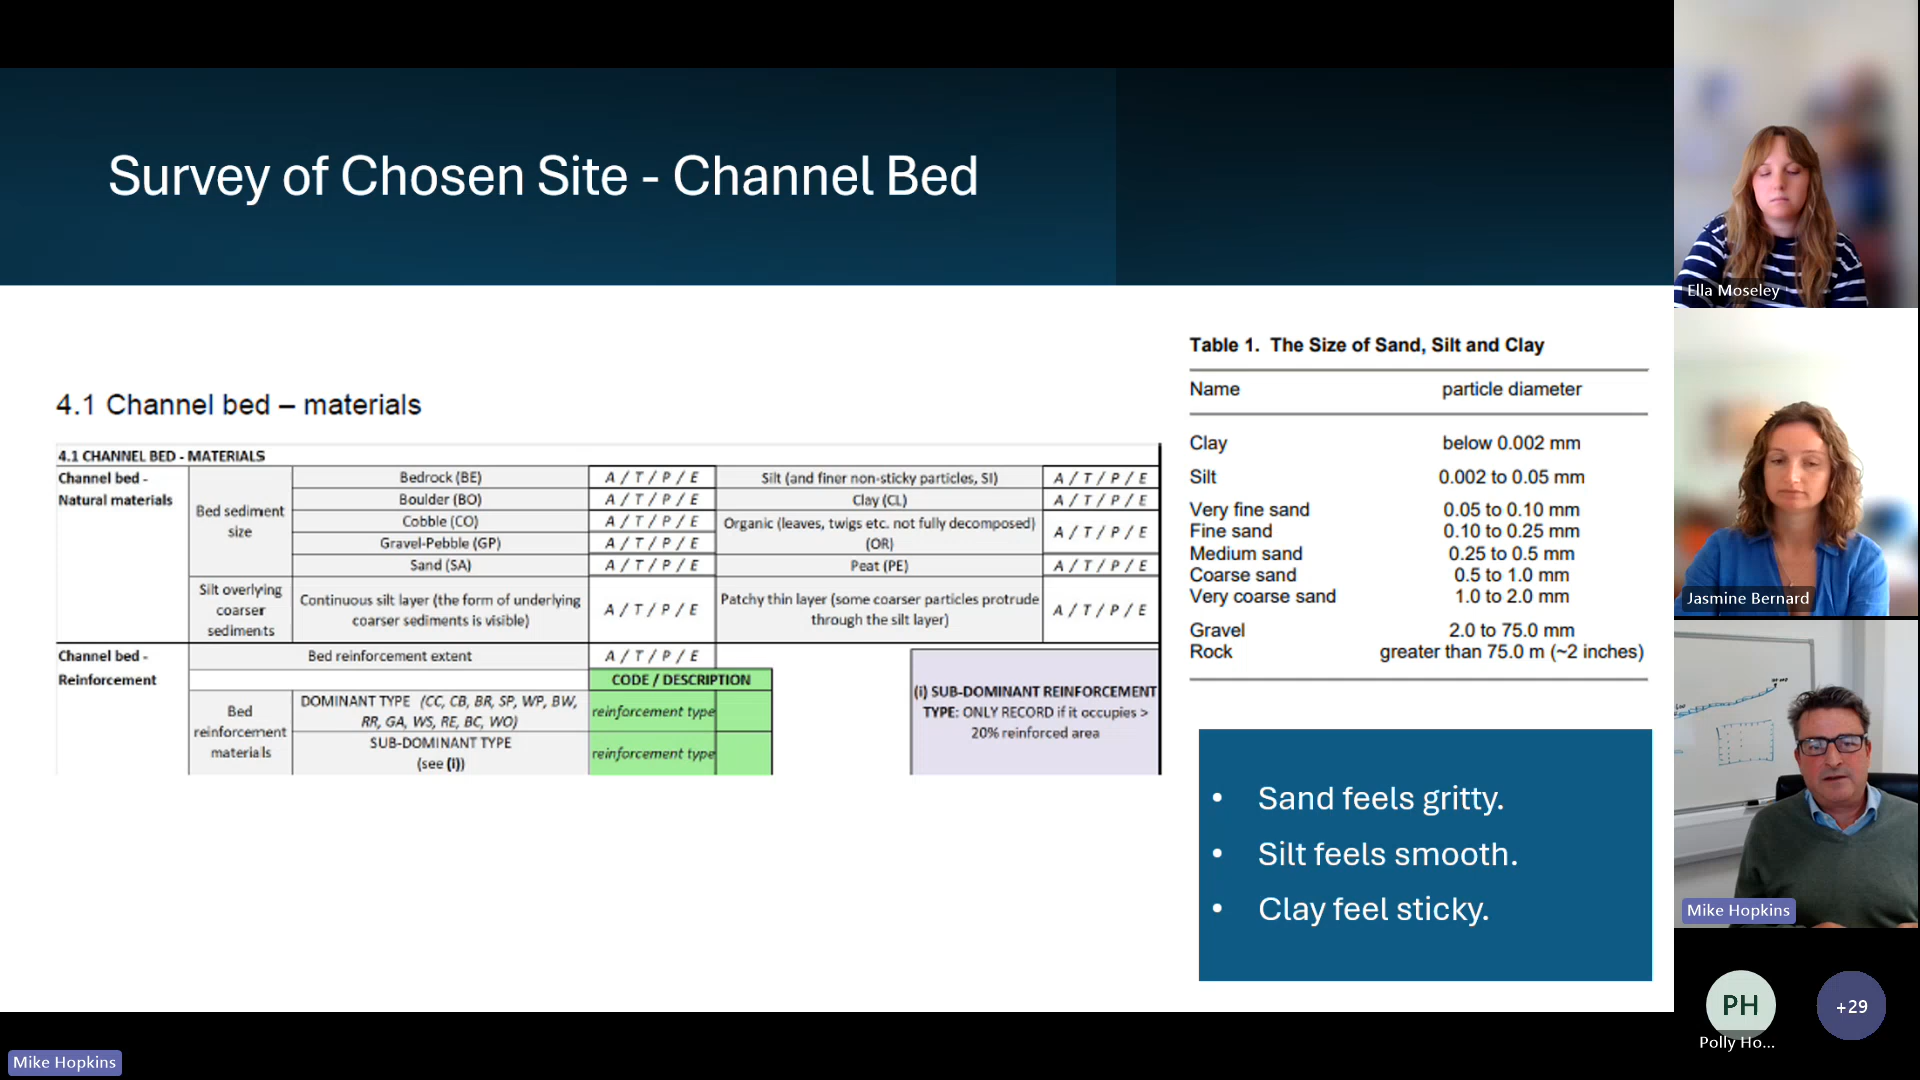 Survey of Chosen Site - Channel Bed
4.1 Channel bed – materials
4.1 CHANNEL BED - MATERIALS
Channel bed -
Natural materials
Bed sediment
size
Bedrock (BE)
A / T / P / E
Silt (and finer non-sticky particles, SI)
A / T / P / E
Boulder (BO)
A / T / P / E
Clay (CL)
A / T / P / E
Cobble (CO)
A / T / P / E
Organic (leaves, twigs etc. not fully decomposed)
(OR)
A / T / P / E
Gravel-Pebble (GP)
A / T / P / E
Sand (SA)
A / T / P / E
Peat (PE)
A / T / P / E
Silt overlying
coarser
sediments
Continuous silt layer (the form of underlying
coarser sediments is visible)
A / T / P / E
Patchy thin layer (some coarser particles protrude
through the silt layer)
A / T / P / E
Channel bed -
Reinforcement
Bed reinforcement extent
A / T / P / E
CODE / DESCRIPTION
Bed
reinforcement
materials
DOMINANT TYPE (CC, CB, BR, SP, WP, BW,
RR, GA, WS, RE, BC, WO)
reinforcement type
SUB-DOMINANT TYPE
(see (i))
reinforcement type
(i) SUB-DOMINANT REINFORCEMENT
TYPE: ONLY RECORD if it occupies >
20% reinforced area
Table 1. The Size of Sand, Silt and Clay
Name particle diameter
Clay below 0.002 mm
Silt 0.002 to 0.05 mm
Very fine sand 0.05 to 0.10 mm
Fine sand 0.10 to 0.25 mm
Medium sand 0.25 to 0.5 mm
Coarse sand 0.5 to 1.0 mm
Very coarse sand 1.0 to 2.0 mm
Gravel 2.0 to 75.0 mm
Rock greater than 75.0 m (~2 inches)
• Sand feels gritty.
• Silt feels smooth.
• Clay feel sticky.
Ella Moseley
Jasmine Bernard
Mike Hopkins
PH
Polly Ho...
+29
Mike Hopkins